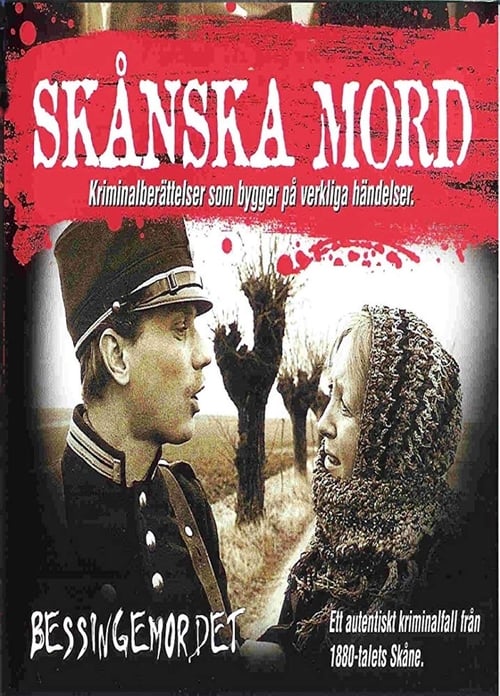 SKÅNSKA MORD
Kriminalberättelser som bygger på verkliga händelser.
BESSINGEMORDET
Ett autentiskt kriminalfall från
1880-talets Skåne.